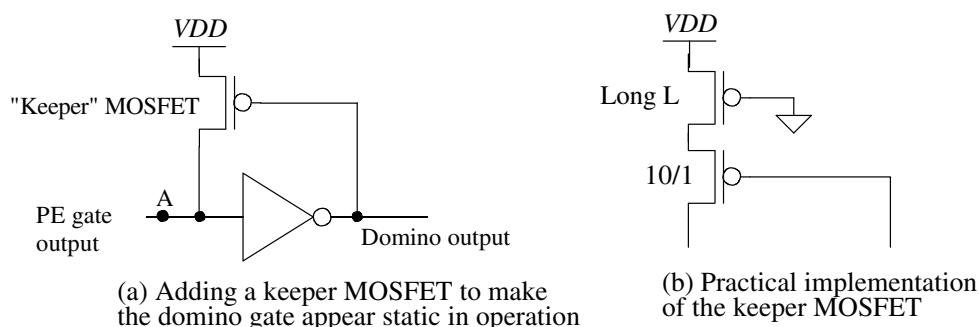 VDD
"Keeper" MOSFET
A
PE gate
output
Domino output
(a) Adding a keeper MOSFET to make
the domino gate appear static in operation
VDD
Long L
10/1
(b) Practical implementation
of the keeper MOSFET